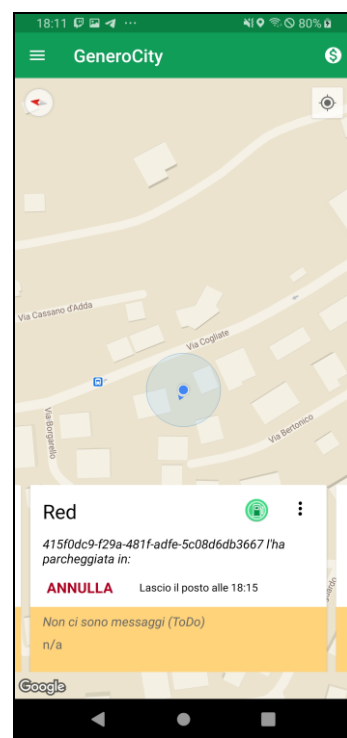 18:11 80%
GeneroCity
Via Cassano d'Adda
Via Cogliate
Via Borgarello
Via Bertonico
Red
415f0dc9-f29a-481f-adfe-5c08d6db3667 l'ha
parcheggiata in:
ANNULLA Lascio il posto alle 18:15
Non ci sono messaggi (ToDo)
n/a
Google